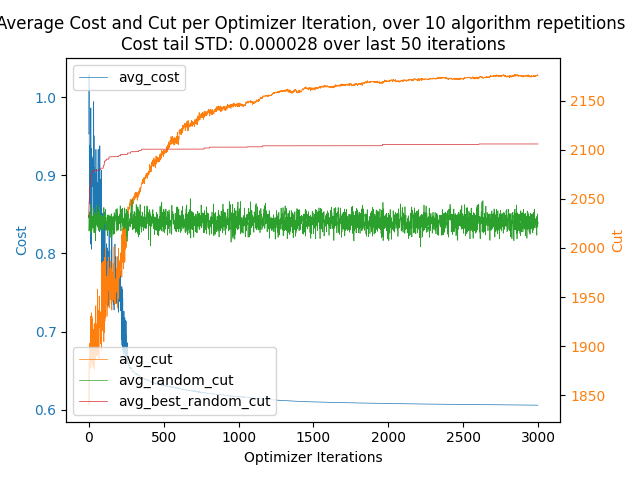 Average Cost and Cut per Optimizer Iteration, over 10 algorithm repetitions
Cost tail STD: 0.000028 over last 50 iterations
avg_cost
1.0
0.9
0.8
0.7
0.6
Cost
2150
2100
2050
2000
1950
1900
1850
Cut
avg_cut
avg_random_cut
avg_best_random_cut
0 500 1000 1500 2000 2500 3000
Optimizer Iterations